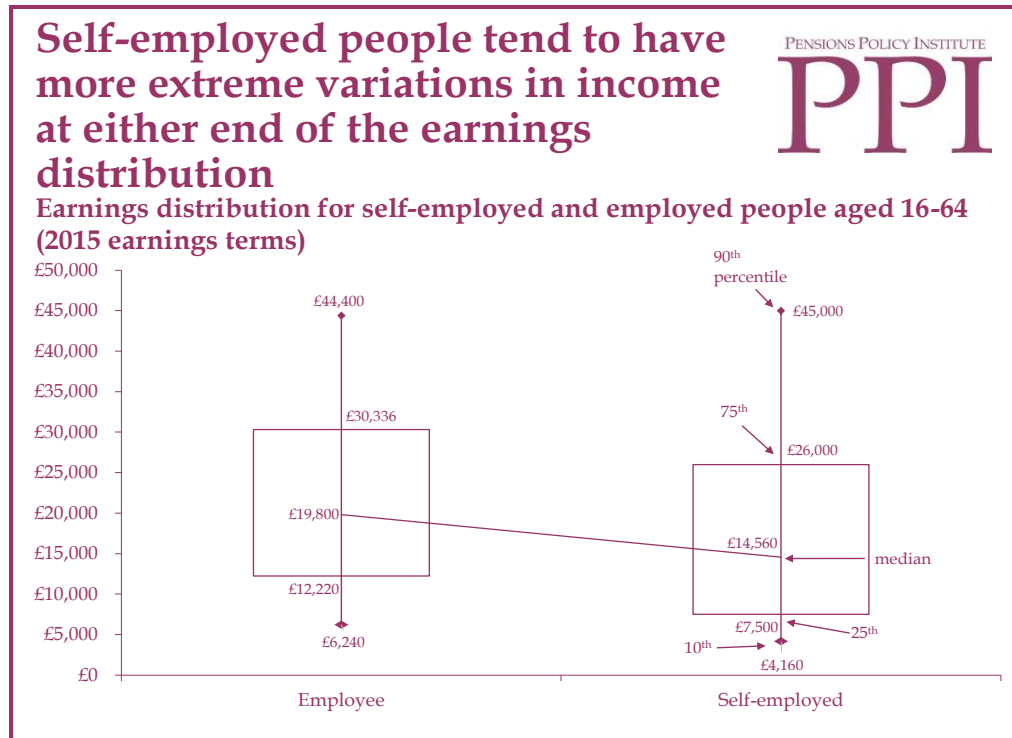 Self-employed people tend to have
more extreme variations in income
at either end of the earnings
distribution
PENSIONS POLICY INSTITUTE
PPI
Earnings distribution for self-employed and employed people aged 16-64
(2015 earnings terms)
£50,000
£45,000
£40,000
£35,000
£30,000
£25,000
£20,000
£15,000
£10,000
£5,000
£0
£44,400
£30,336
£19,800
£12,220
£6,240
90th
percentile
£45,000
75th
£26,000
£14,560
median
£7,500
25th
10th
£4,160
Employee
Self-employed